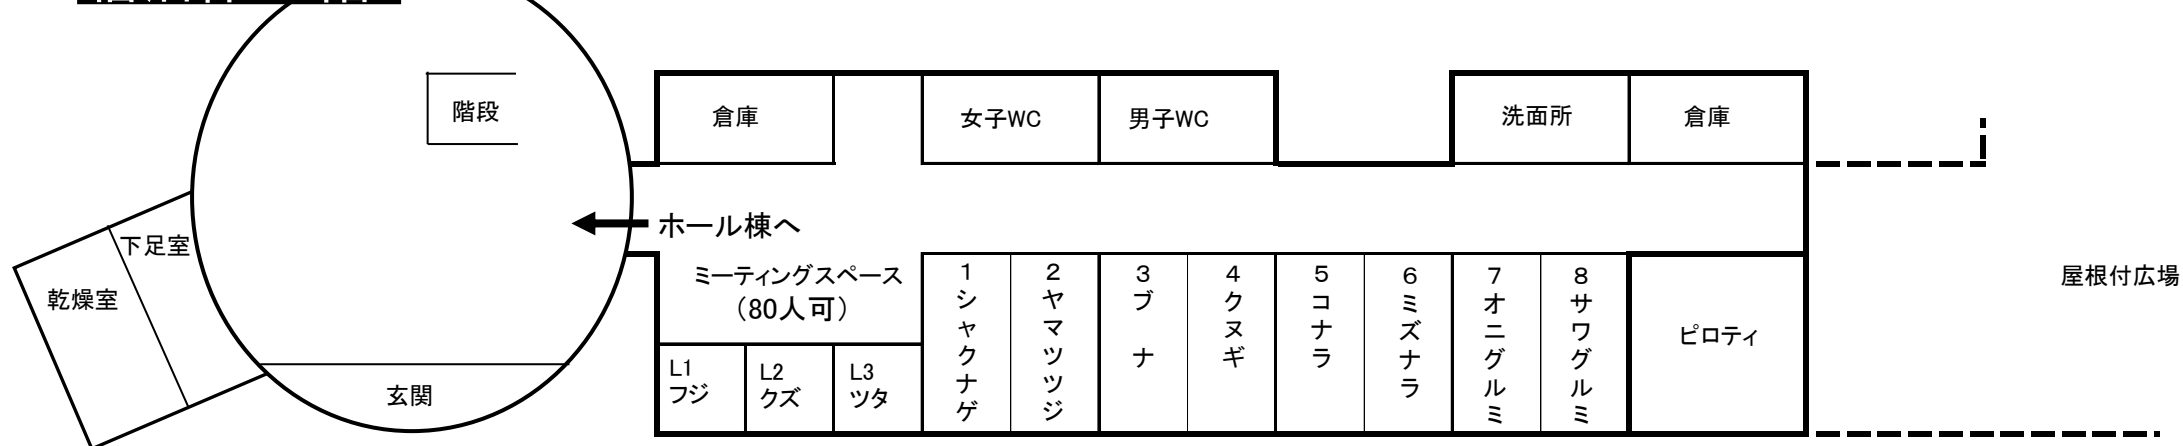 階段
倉庫
女子WC
男子WC
洗面所
倉庫
ホール棟へ
下足室
乾燥室
玄関
ミーティングスペース
（80人可）
L1
フジ
L2
クズ
L3
ツタ
1 シャクナゲ
2 ヤマツツジ
3 ブナ
4 クヌギ
5 コナラ
6 ミズナラ
7 オニグルミ
8 サワグルミ
ピロティ
屋根付広場